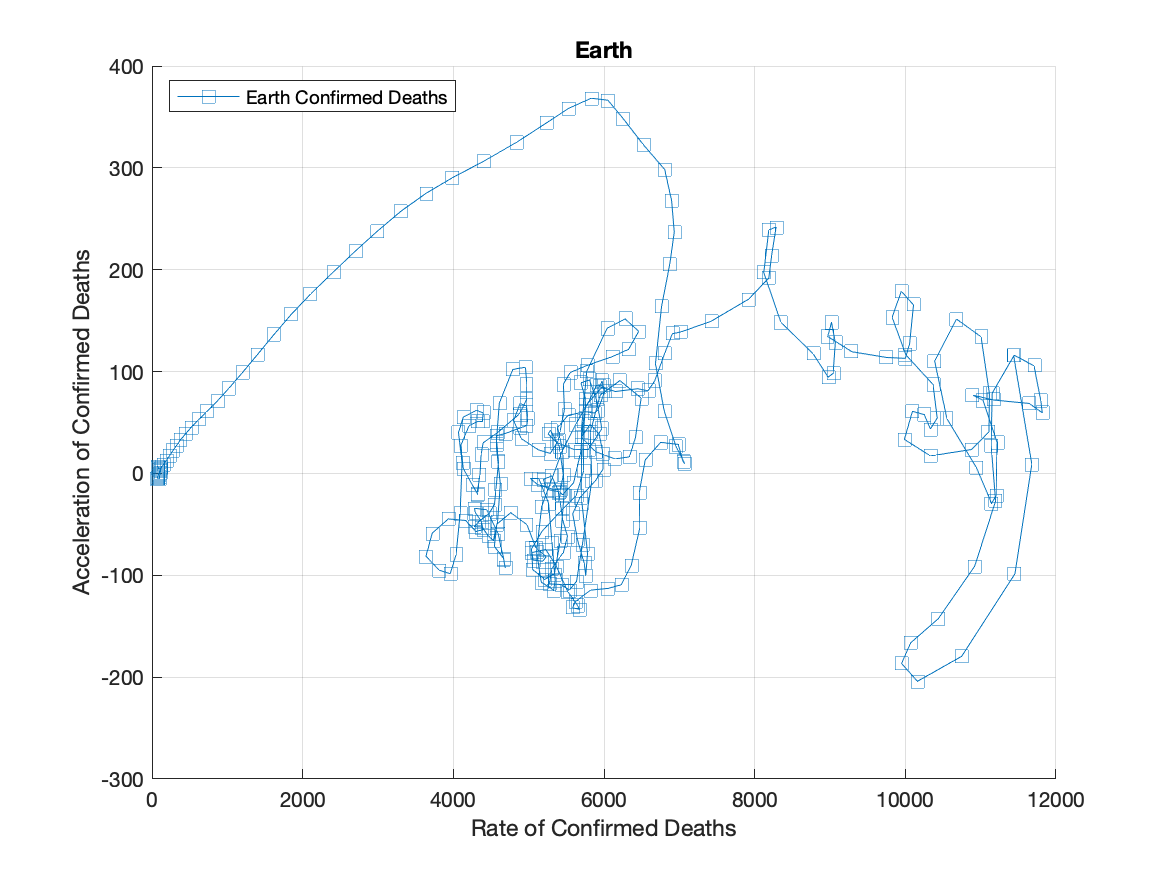 Earth
Earth Confirmed Deaths
Acceleration of Confirmed Deaths
400
300
200
100
0
-100
-200
-300
0 2000 4000 6000 8000 10000 12000
Rate of Confirmed Deaths